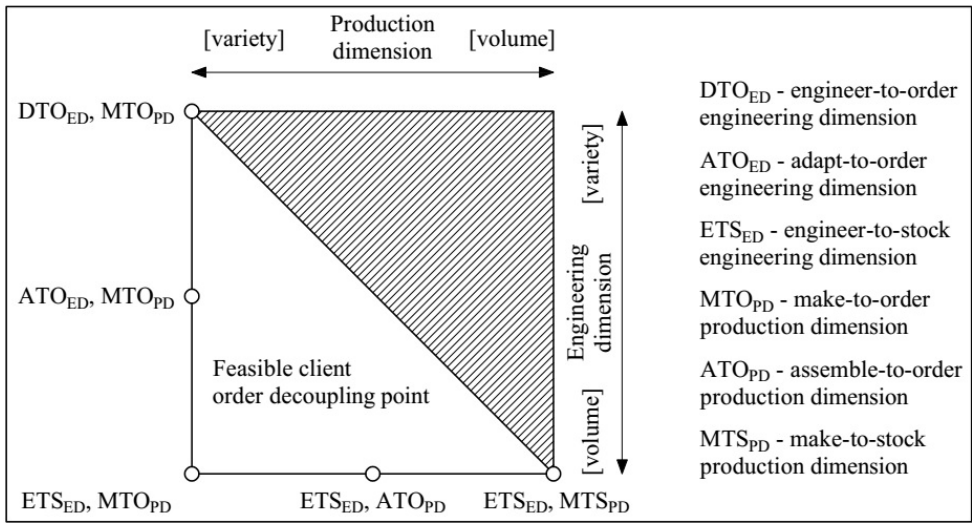 Production
dimension
[variety]
[volume]
DTO_ED, MTO_PD
ATO_ED, MTO_PD
Feasible client
order decoupling point
ETS_ED, MTO_PD
ETS_ED, ATO_PD
ETS_ED, MTS_PD
[variety]
Engineering
dimension
[volume]
DTO_ED - engineer-to-order
engineering dimension
ATO_ED - adapt-to-order
engineering dimension
ETS_ED - engineer-to-stock
engineering dimension
MTO_PD - make-to-order
production dimension
ATO_PD - assemble-to-order
production dimension
MTS_PD - make-to-stock
production dimension